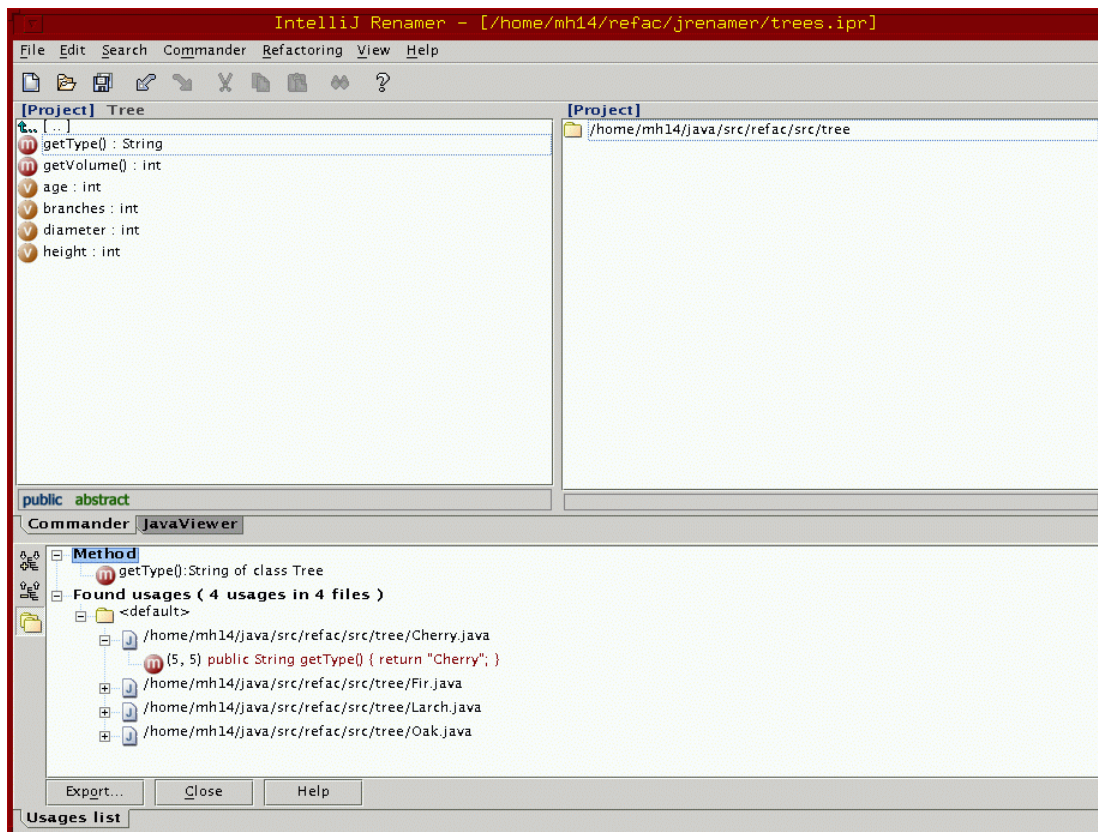 IntelliJ Renamer - [/home/mh14/refac/jrenamer/trees.ipr]
File Edit Search Commander Refactoring View Help
[Project] Tree
[Project]
[ .. ]
/home/mh14/java/src/refac/src/tree
m getType() : String
m getVolume() : int
v age : int
v branches : int
v diameter : int
v height : int
public abstract
Commander JavaViewer
Method
m getType():String of class Tree
Found usages ( 4 usages in 4 files )
<default>
J /home/mh14/java/src/refac/src/tree/Cherry.java
m (5, 5) public String getType() { return "Cherry"; }
J /home/mh14/java/src/refac/src/tree/Fir.java
J /home/mh14/java/src/refac/src/tree/Larch.java
J /home/mh14/java/src/refac/src/tree/Oak.java
Export... Close Help
Usages list